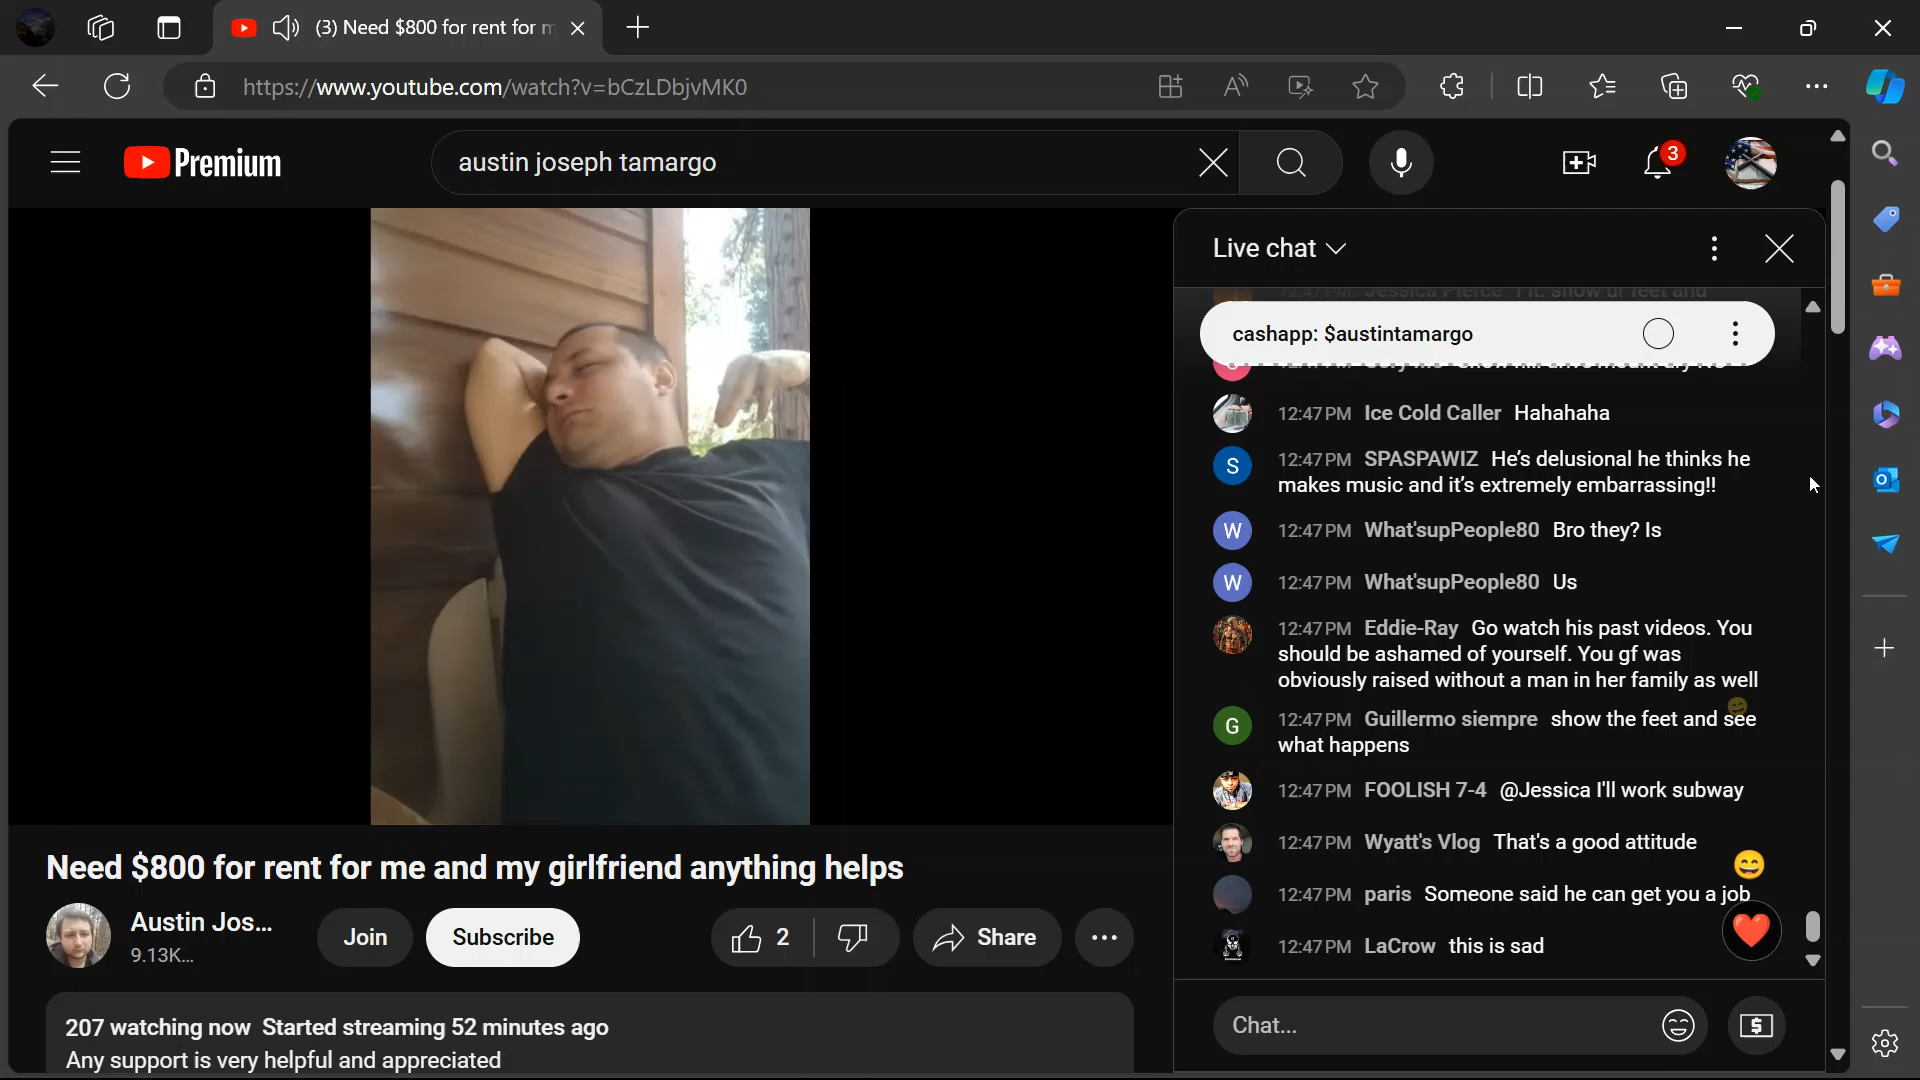 (3) Need $800 for rent for m
https://www.youtube.com/watch?v=bCzLDbjvMK0
Premium
austin joseph tamargo
3
Live chat
cashapp: $austintamargo
12:47 PM Ice Cold Caller Hahahaha
S 12:47 PM SPASPAWIZ He's delusional he thinks he
makes music and it's extremely embarrassing!!
W 12:47 PM What'supPeople80 Bro they? Is
W 12:47 PM What'supPeople80 Us
12:47 PM Eddie-Ray Go watch his past videos. You
should be ashamed of yourself. You gf was
obviously raised without a man in her family as well
G 12:47 PM Guillermo siempre show the feet and see
what happens
12:47 PM FOOLISH 7-4 @Jessica I'll work subway
12:47 PM Wyatt's Vlog That's a good attitude
12:47 PM paris Someone said he can get you a job
12:47 PM LaCrow this is sad
Chat...
Need $800 for rent for me and my girlfriend anything helps
Austin Jos...
9.13K...
Join
Subscribe
2
Share
207 watching now Started streaming 52 minutes ago
Any support is very helpful and appreciated